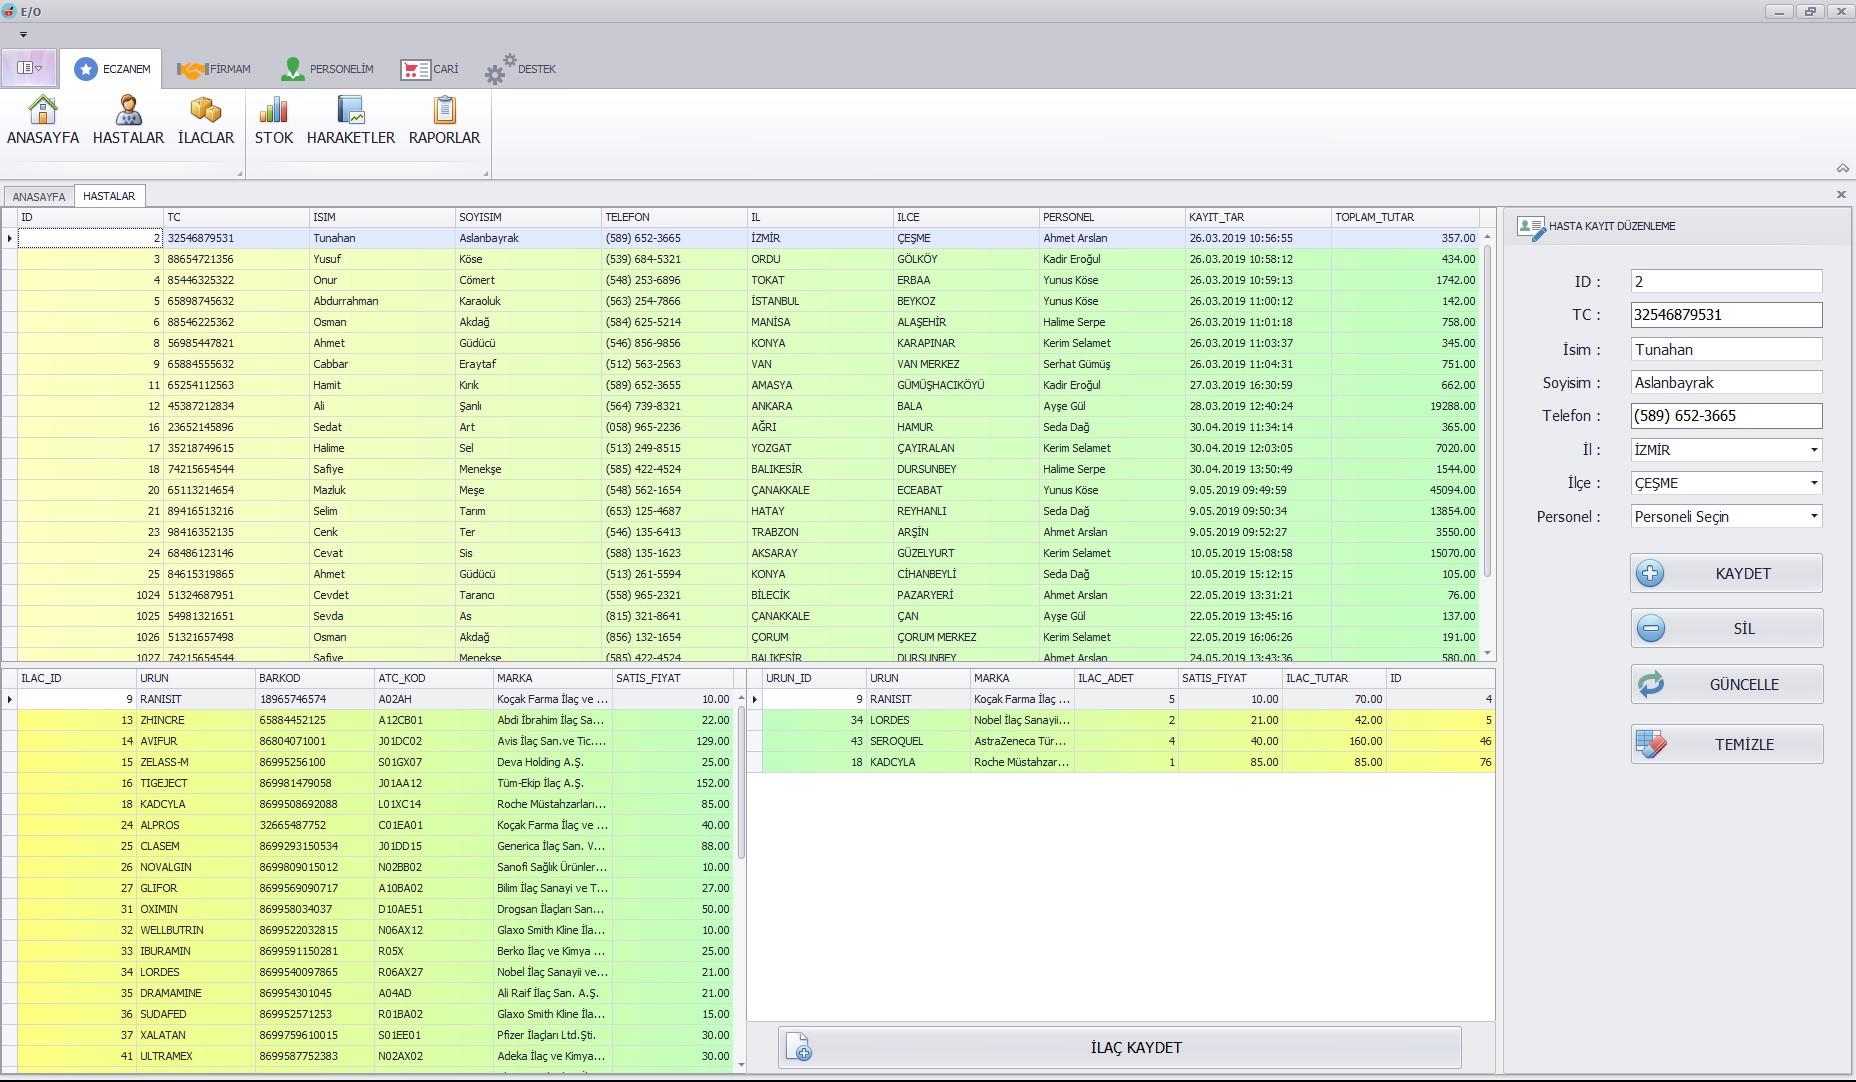 E/O
ECZANEM FİRMAM PERSONELİM CARİ DESTEK
ANASAYFA HASTALAR İLACLAR STOK HARAKETLER RAPORLAR
ANASAYFA HASTALAR
ID TC ISIM SOYISIM TELEFON IL ILCE PERSONEL KAYIT_TAR TOPLAM_TUTAR
2 32546879531 Tunahan Aslanbayrak (589) 652-3665 İZMİR ÇEŞME Ahmet Arslan 26.03.2019 10:56:55 357.00
3 88654721356 Yusuf Köse (539) 684-5321 ORDU GÖLKÖY Kadir Eroğul 26.03.2019 10:58:12 434.00
4 85446325322 Onur Cömert (548) 253-6896 TOKAT ERBAA Yunus Köse 26.03.2019 10:59:13 1742.00
5 65898745632 Abdurrahman Karaoluk (563) 254-7866 İSTANBUL BEYKOZ Yunus Köse 26.03.2019 11:00:12 142.00
6 88546225362 Osman Akdağ (584) 625-5214 MANİSA ALAŞEHİR Halime Serpe 26.03.2019 11:01:18 758.00
8 56985447821 Ahmet Güdücü (546) 856-9856 KONYA KARAPINAR Kerim Selamet 26.03.2019 11:03:37 345.00
9 65884555632 Cabbar Eraytaf (512) 563-2563 VAN VAN MERKEZ Serhat Gümüş 26.03.2019 11:04:31 751.00
11 65254112563 Hamit Kırık (589) 652-3655 AMASYA GÜMÜŞHACIKÖYÜ Kadir Eroğul 27.03.2019 16:30:59 662.00
12 45387212834 Ali Şanlı (564) 739-8321 ANKARA BALA Ayşe Gül 28.03.2019 12:40:24 19288.00
16 23652145896 Sedat Art (058) 965-2236 AĞRI HAMUR Seda Dağ 30.04.2019 11:34:14 365.00
17 35218749615 Halime Sel (513) 249-8515 YOZGAT ÇAYIRALAN Kerim Selamet 30.04.2019 12:03:05 7020.00
18 74215654544 Safiye Menekşe (585) 422-4524 BALIKESİR DURSUNBEY Halime Serpe 30.04.2019 13:50:49 1544.00
20 65113214654 Mazluk Meşe (548) 562-1654 ÇANAKKALE ECEABAT Yunus Köse 9.05.2019 09:49:59 45094.00
21 89416513216 Selim Tarım (653) 125-4687 HATAY REYHANLI Seda Dağ 9.05.2019 09:50:34 13854.00
23 98416352135 Cenk Ter (546) 135-6413 TRABZON ARŞİN Ahmet Arslan 9.05.2019 09:52:27 3550.00
24 68486123146 Cevat Sis (588) 135-1623 AKSARAY GÜZELYURT Kerim Selamet 10.05.2019 15:08:58 15070.00
25 84615319865 Ahmet Güdücü (513) 261-5594 KONYA CİHANBEYLİ Seda Dağ 10.05.2019 15:12:15 105.00
1024 51324687951 Cevdet Tarancı (558) 965-2321 BİLECİK PAZARYERİ Ahmet Arslan 22.05.2019 13:31:21 76.00
1025 54981321651 Sevda As (815) 321-8641 ÇANAKKALE ÇAN Ayşe Gül 22.05.2019 13:45:16 137.00
1026 51321657498 Osman Akdağ (856) 132-1654 ÇORUM ÇORUM MERKEZ Kerim Selamet 22.05.2019 16:06:26 191.00
1027 74215654544 Safiye Menekşe (585) 422-4524 BALIKESİR DURSUNBEY Ahmet Arslan 24.05.2019 13:43:36 580.00
HASTA KAYIT DÜZENLEME
ID : 2
TC : 32546879531
İsim : Tunahan
Soyisim : Aslanbayrak
Telefon : (589) 652-3665
İl : İZMİR
İlçe : ÇEŞME
Personel : Personeli Seçin
KAYDET
SİL
GÜNCELLE
TEMİZLE
ILAC_ID URUN BARKOD ATC_KOD MARKA SATIS_FIYAT
9 RANISIT 18965746574 A02AH Koçak Farma İlaç ve ... 10.00
13 ZHINCRE 65884452125 A12CB01 Abdi İbrahim İlaç Sa... 22.00
14 AVIFUR 86804071001 J01DC02 Avis İlaç San.ve Tic.... 129.00
15 ZELASS-M 86995256100 S01GX07 Deva Holding A.Ş. 25.00
16 TIGEJECT 869981479058 J01AA12 Tüm-Ekip İlaç A.Ş. 152.00
18 KADCYLA 8699508692088 L01XC14 Roche Müstahzarları... 85.00
24 ALPROS 32665487752 C01EA01 Koçak Farma İlaç ve ... 40.00
25 CLASEM 8699293150534 J01DD15 Generica İlaç San. V... 88.00
26 NOVALGIN 8699809015012 N02BB02 Sanofi Sağlık Ürünler... 10.00
27 GLIFOR 8699569090717 A10BA02 Bilim İlaç Sanayi ve T... 27.00
31 OXIMIN 869958034037 D10AE51 Drogsan İlaçları San... 50.00
32 WELLBUTRIN 8699522032815 N06AX12 Glaxo Smith Kline İla... 10.00
33 IBURAMIN 8699591150281 R05X Berko İlaç ve Kimya ... 25.00
34 LORDES 8699540097865 R06AX27 Nobel İlaç Sanayii ve... 21.00
35 DRAMAMINE 869954301045 A04AD Ali Raif İlaç San. A.Ş. 21.00
36 SUDAFED 869952571253 R01BA02 Glaxo Smith Kline İla... 15.00
37 XALATAN 8699759610015 S01EE01 Pfizer İlaçları Ltd.Şti. 30.00
41 ULTRAMEX 8699587752383 N02AX02 Adeka İlaç ve Kimya... 30.00
URUN_ID URUN MARKA ILAC_ADET SATIS_FIYAT ILAC_TUTAR ID
9 RANISIT Koçak Farma İlaç ... 5 10.00 70.00 4
34 LORDES Nobel İlaç Sanayii... 2 21.00 42.00 5
43 SEROQUEL AstraZeneca Tür... 4 40.00 160.00 46
18 KADCYLA Roche Müstahzar... 1 85.00 85.00 76
İLAÇ KAYDET